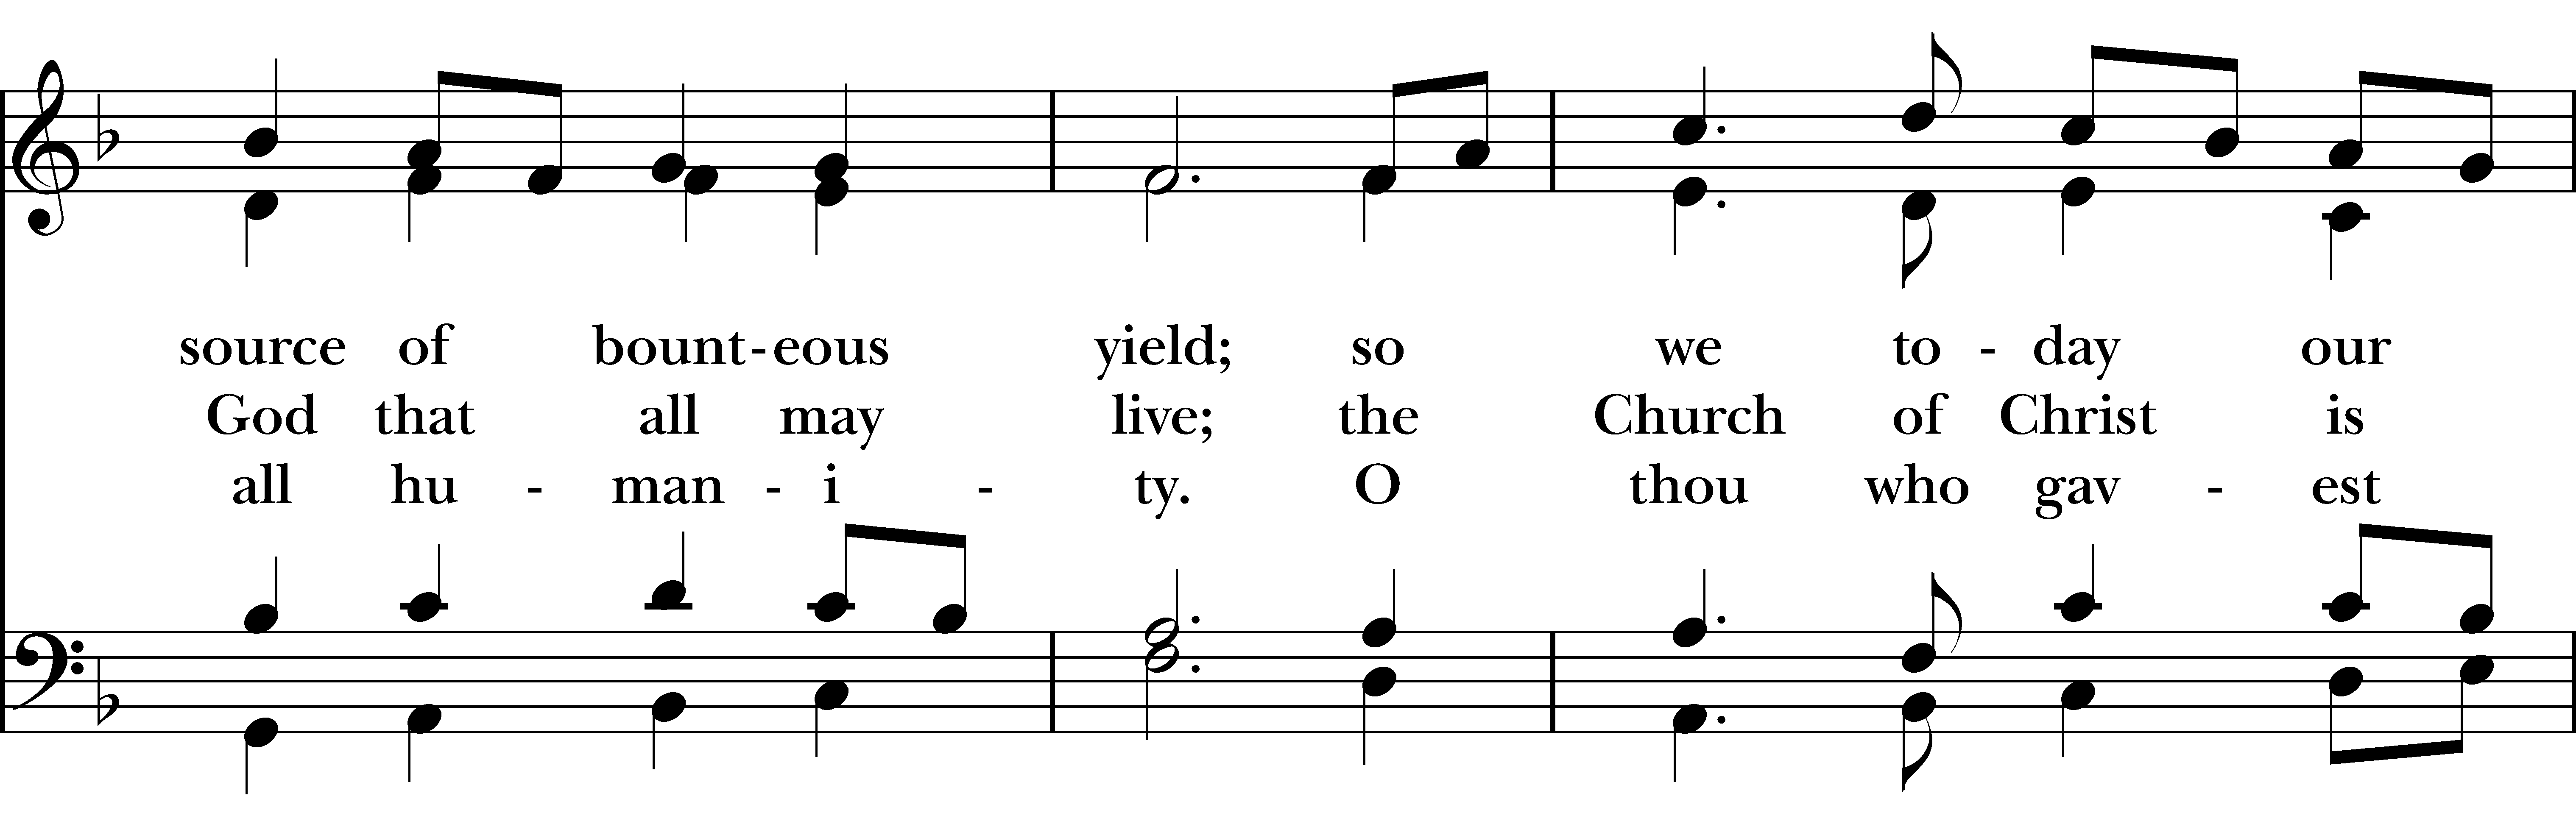 source of bount-eous yield; so we to - day our
God that all may live; the Church of Christ is
all hu - man - i - ty. O thou who gav - est